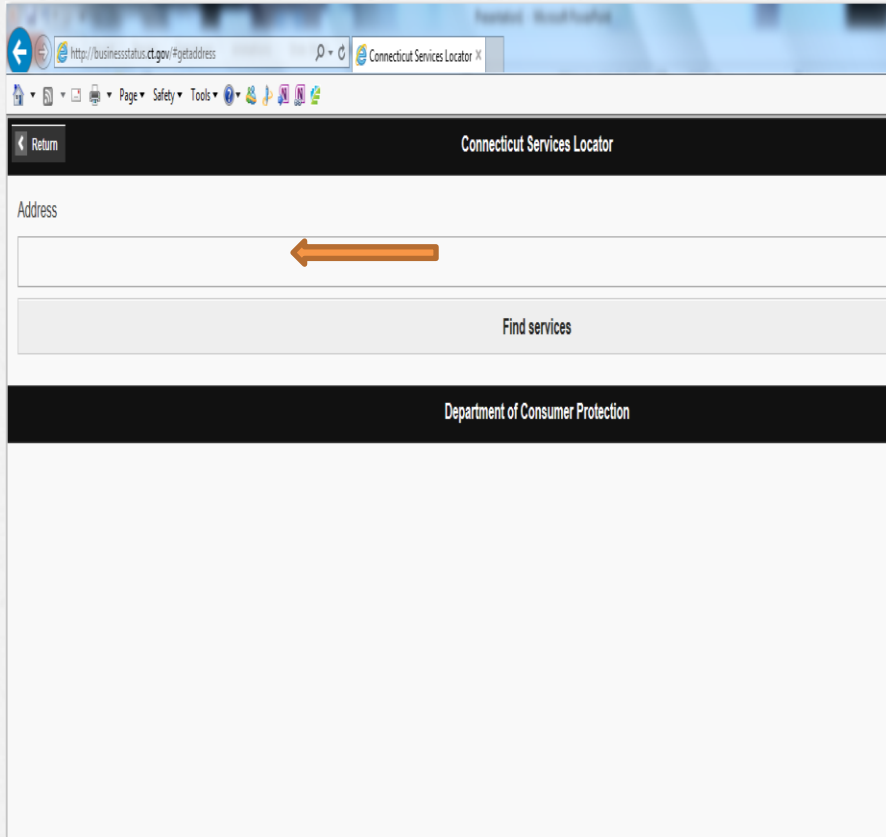 http://businessstatus.ct.gov/#getaddress
Connecticut Services Locator X
Page Safety Tools
Return
Connecticut Services Locator
Address
Find services
Department of Consumer Protection